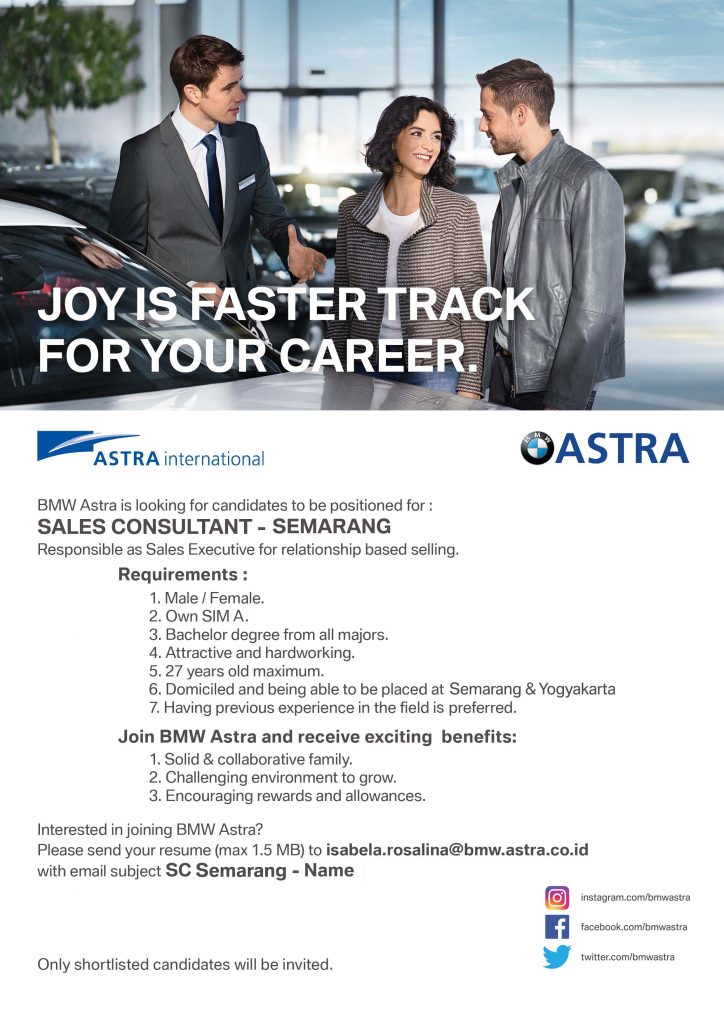 JOY IS FASTER TRACK
FOR YOUR CAREER.
ASTRA international
BMW ASTRA
BMW Astra is looking for candidates to be positioned for :
SALES CONSULTANT - SEMARANG
Responsible as Sales Executive for relationship based selling.
Requirements :
1. Male / Female.
2. Own SIM A.
3. Bachelor degree from all majors.
4. Attractive and hardworking.
5. 27 years old maximum.
6. Domiciled and being able to be placed at Semarang & Yogyakarta
7. Having previous experience in the field is preferred.
Join BMW Astra and receive exciting benefits:
1. Solid & collaborative family.
2. Challenging environment to grow.
3. Encouraging rewards and allowances.
Interested in joining BMW Astra?
Please send your resume (max 1.5 MB) to isabela.rosalina@bmw.astra.co.id
with email subject SC Semarang - Name
instagram.com/bmwastra
facebook.com/bmwastra
twitter.com/bmwastra
Only shortlisted candidates will be invited.